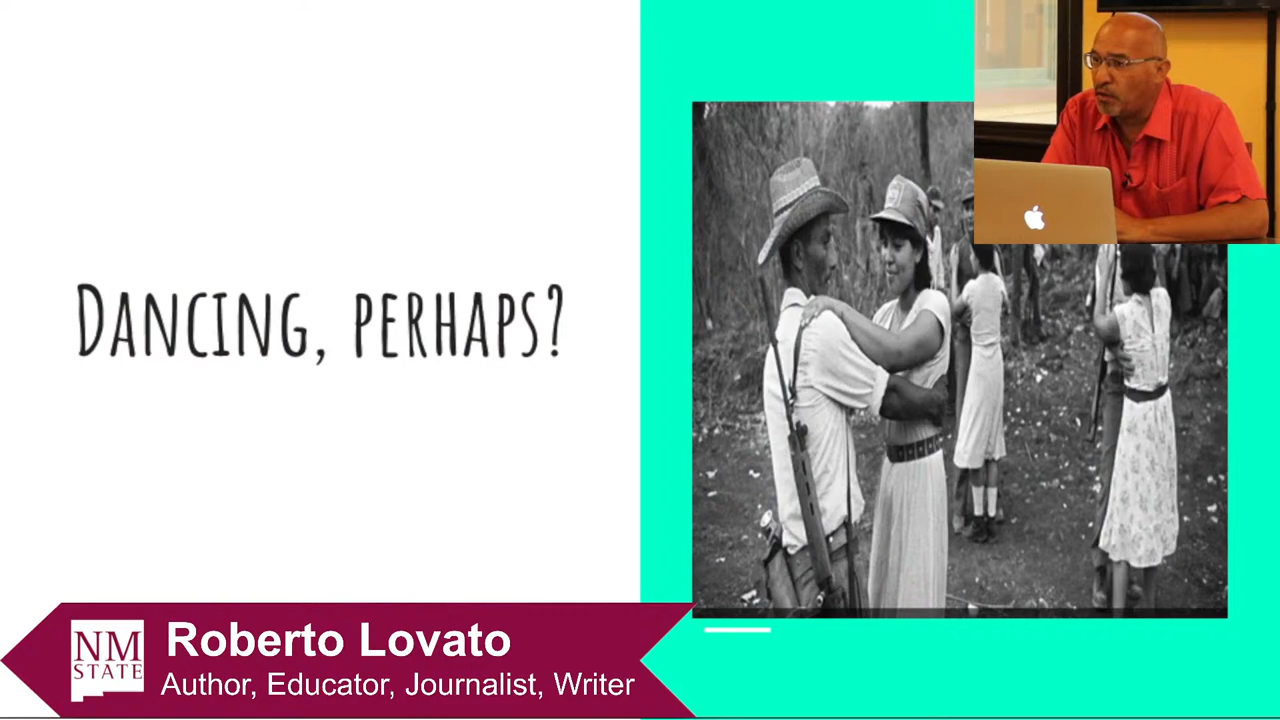 DANCING, PERHAPS?
NM
STATE
Roberto Lovato
Author, Educator, Journalist, Writer